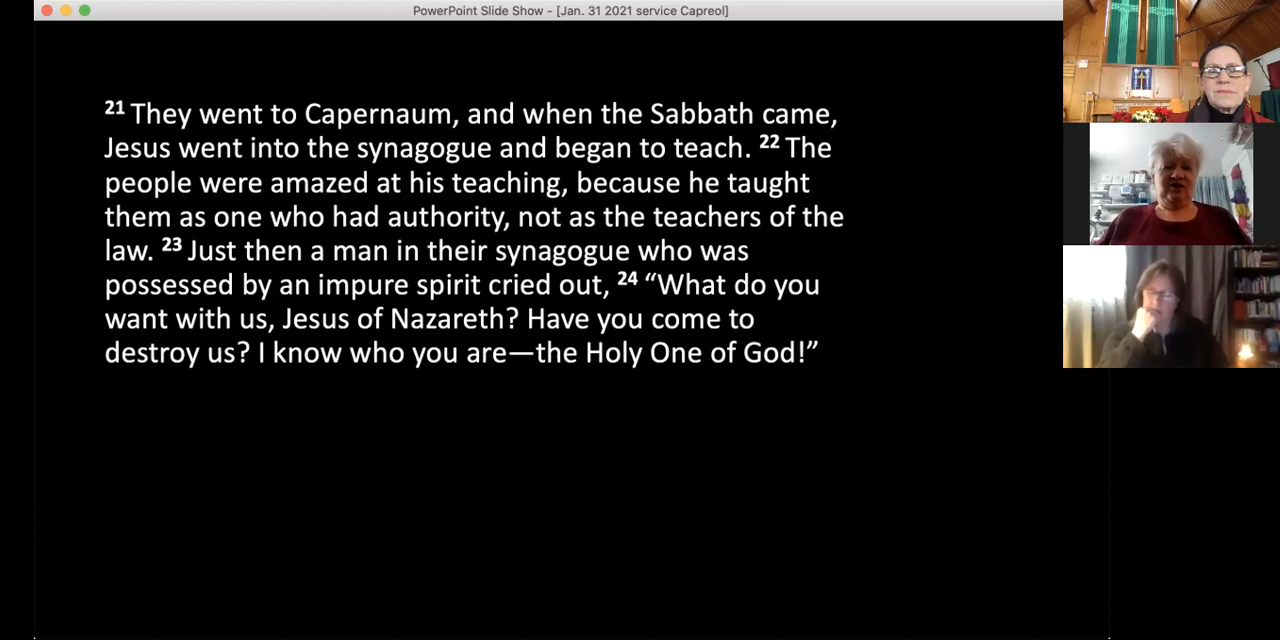 PowerPoint Slide Show - [Jan. 31 2021 service Capreol]
21 They went to Capernaum, and when the Sabbath came,
Jesus went into the synagogue and began to teach. 22 The
people were amazed at his teaching, because he taught
them as one who had authority, not as the teachers of the
law. 23 Just then a man in their synagogue who was
possessed by an impure spirit cried out, 24 “What do you
want with us, Jesus of Nazareth? Have you come to
destroy us? I know who you are—the Holy One of God!”